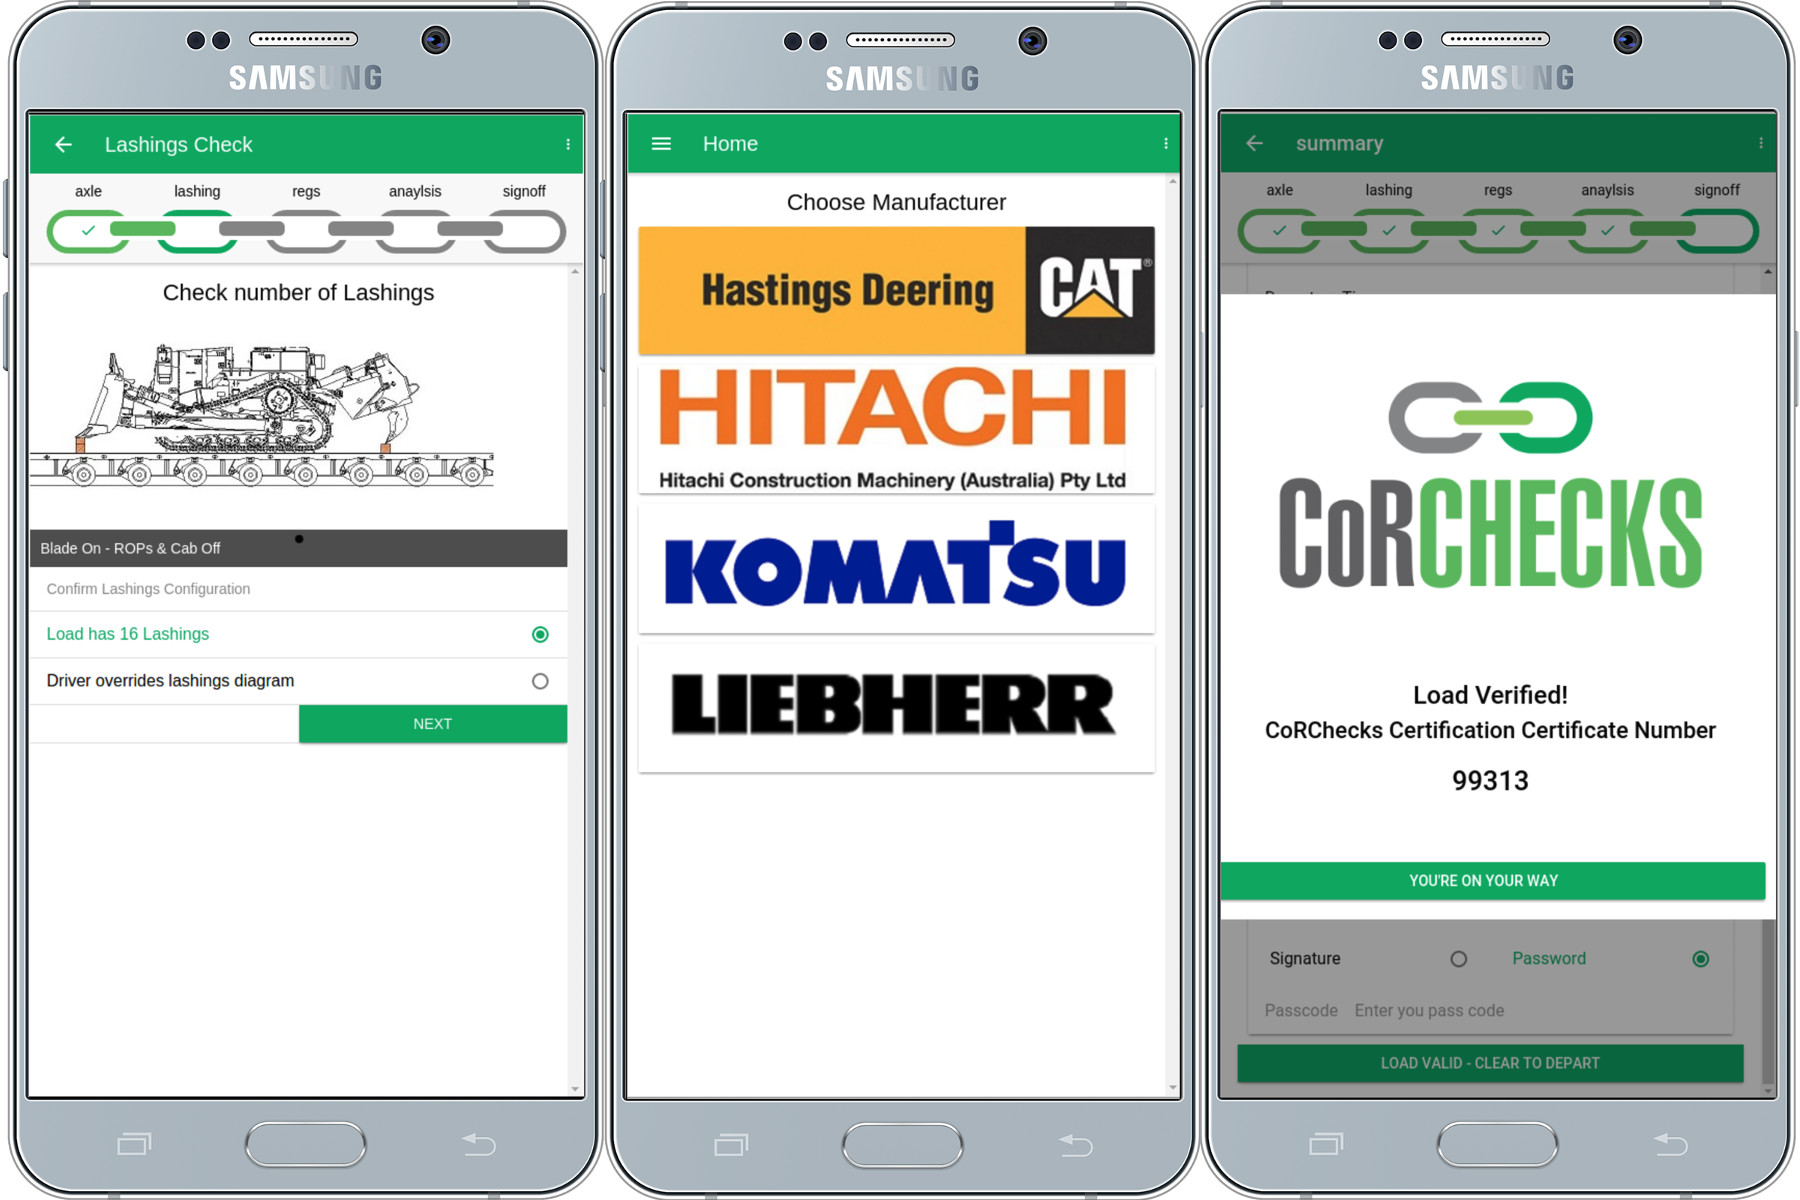 SAMSUNG
Lashings Check
axle lashing regs anaylsis signoff
Check number of Lashings
Blade On - ROPs & Cab Off
Confirm Lashings Configuration
Load has 16 Lashings
Driver overrides lashings diagram
NEXT
SAMSUNG
Home
Choose Manufacturer
Hastings Deering CAT®
HITACHI
Hitachi Construction Machinery (Australia) Pty Ltd
KOMATSU
LIEBHERR
SAMSUNG
summary
axle lashing regs anaylsis signoff
CoRCHECKS
Load Verified!
CoRChecks Certification Certificate Number
99313
YOU'RE ON YOUR WAY
Signature Password
Passcode Enter you pass code
LOAD VALID - CLEAR TO DEPART